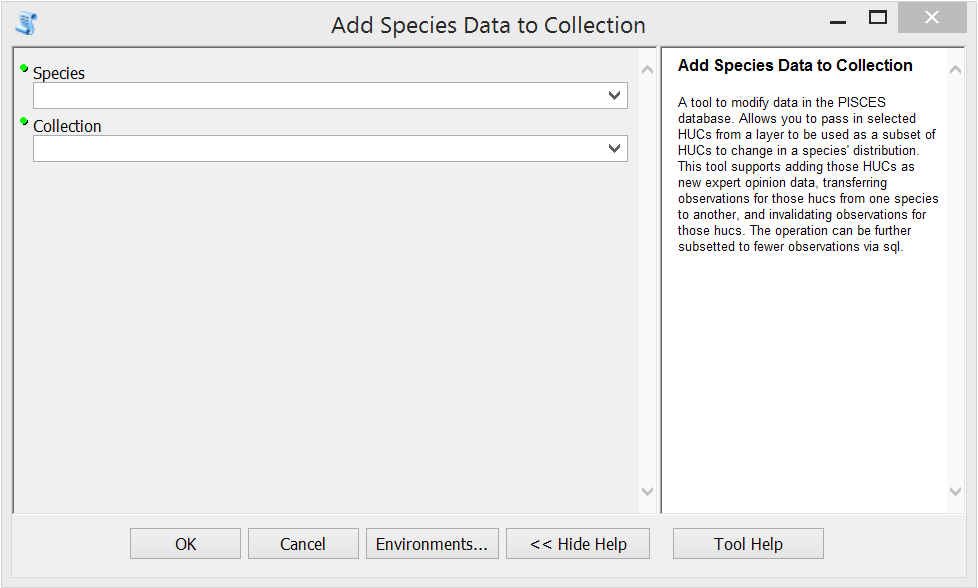 Add Species Data to Collection
Species
Collection
Add Species Data to Collection
A tool to modify data in the PISCES
database. Allows you to pass in selected
HUCs from a layer to be used as a subset of
HUCs to change in a species' distribution.
This tool supports adding those HUCs as
new expert opinion data, transferring
observations for those hucs from one species
to another, and invalidating observations for
those hucs. The operation can be further
subsetted to fewer observations via sql.
OK
Cancel
Environments...
<< Hide Help
Tool Help